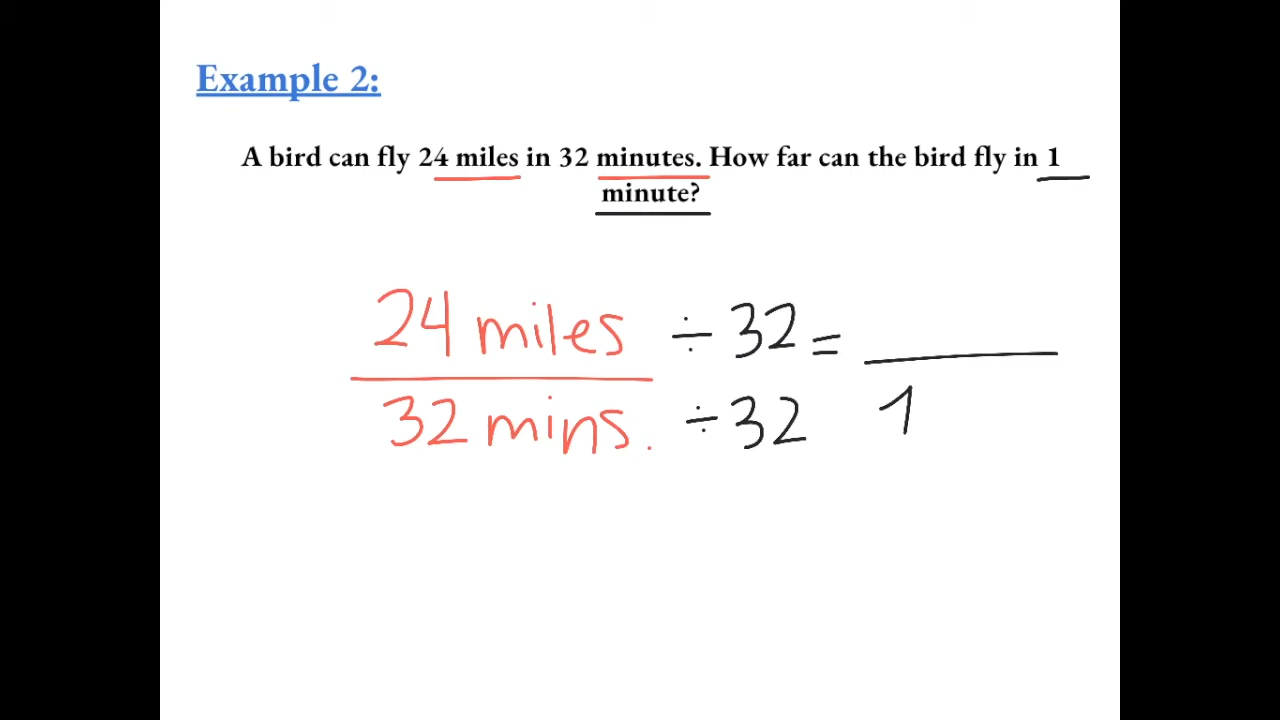 Example 2:
A bird can fly 24 miles in 32 minutes. How far can the bird fly in 1
minute?
24 miles ÷ 32 =
32 mins. ÷ 32 1